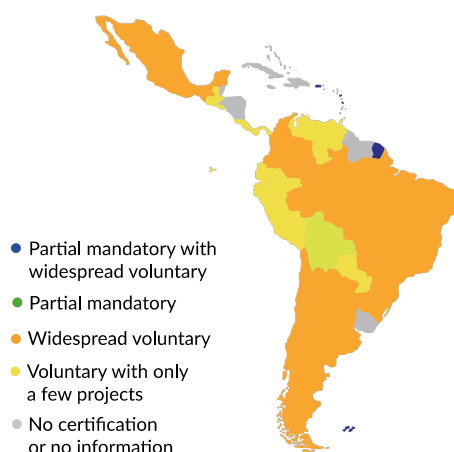 Partial mandatory with
widespread voluntary
Partial mandatory
Widespread voluntary
Voluntary with only
a few projects
No certification
or no information